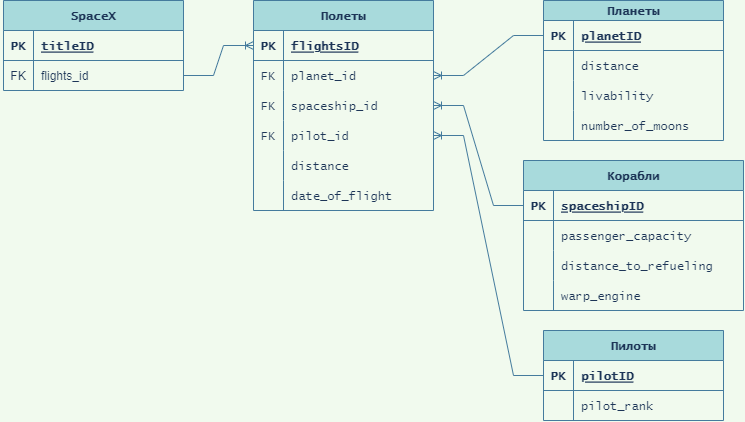 SpaceX
PK titleID
FK flights_id
Полеты
PK flightsID
FK planet_id
FK spaceship_id
FK pilot_id
distance
date_of_flight
Планеты
PK planetID
distance
livability
number_of_moons
Корабли
PK spaceshipID
passenger_capacity
distance_to_refueling
warp_engine
Пилоты
PK pilotID
pilot_rank